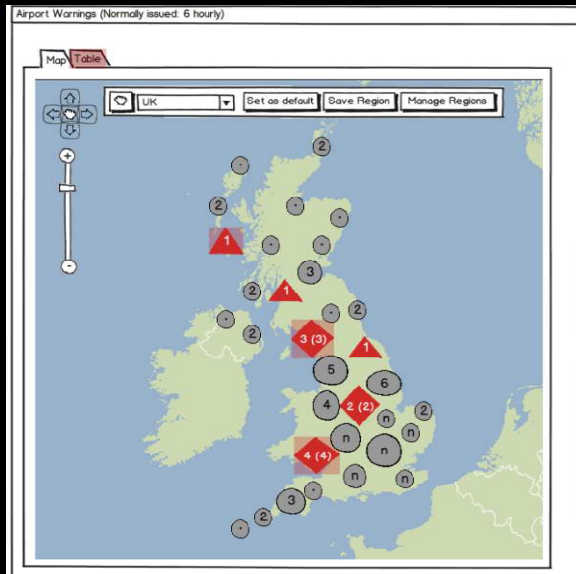 Airport Warnings (Normally issued: 6 hourly)
Map Table
UK Set as default Save Region Manage Regions
2
2
1
3
2 1
2
2
3 (3) 1
5
6
4 2 (2) 2
n
n n
n
4 (4)
n n
3
2